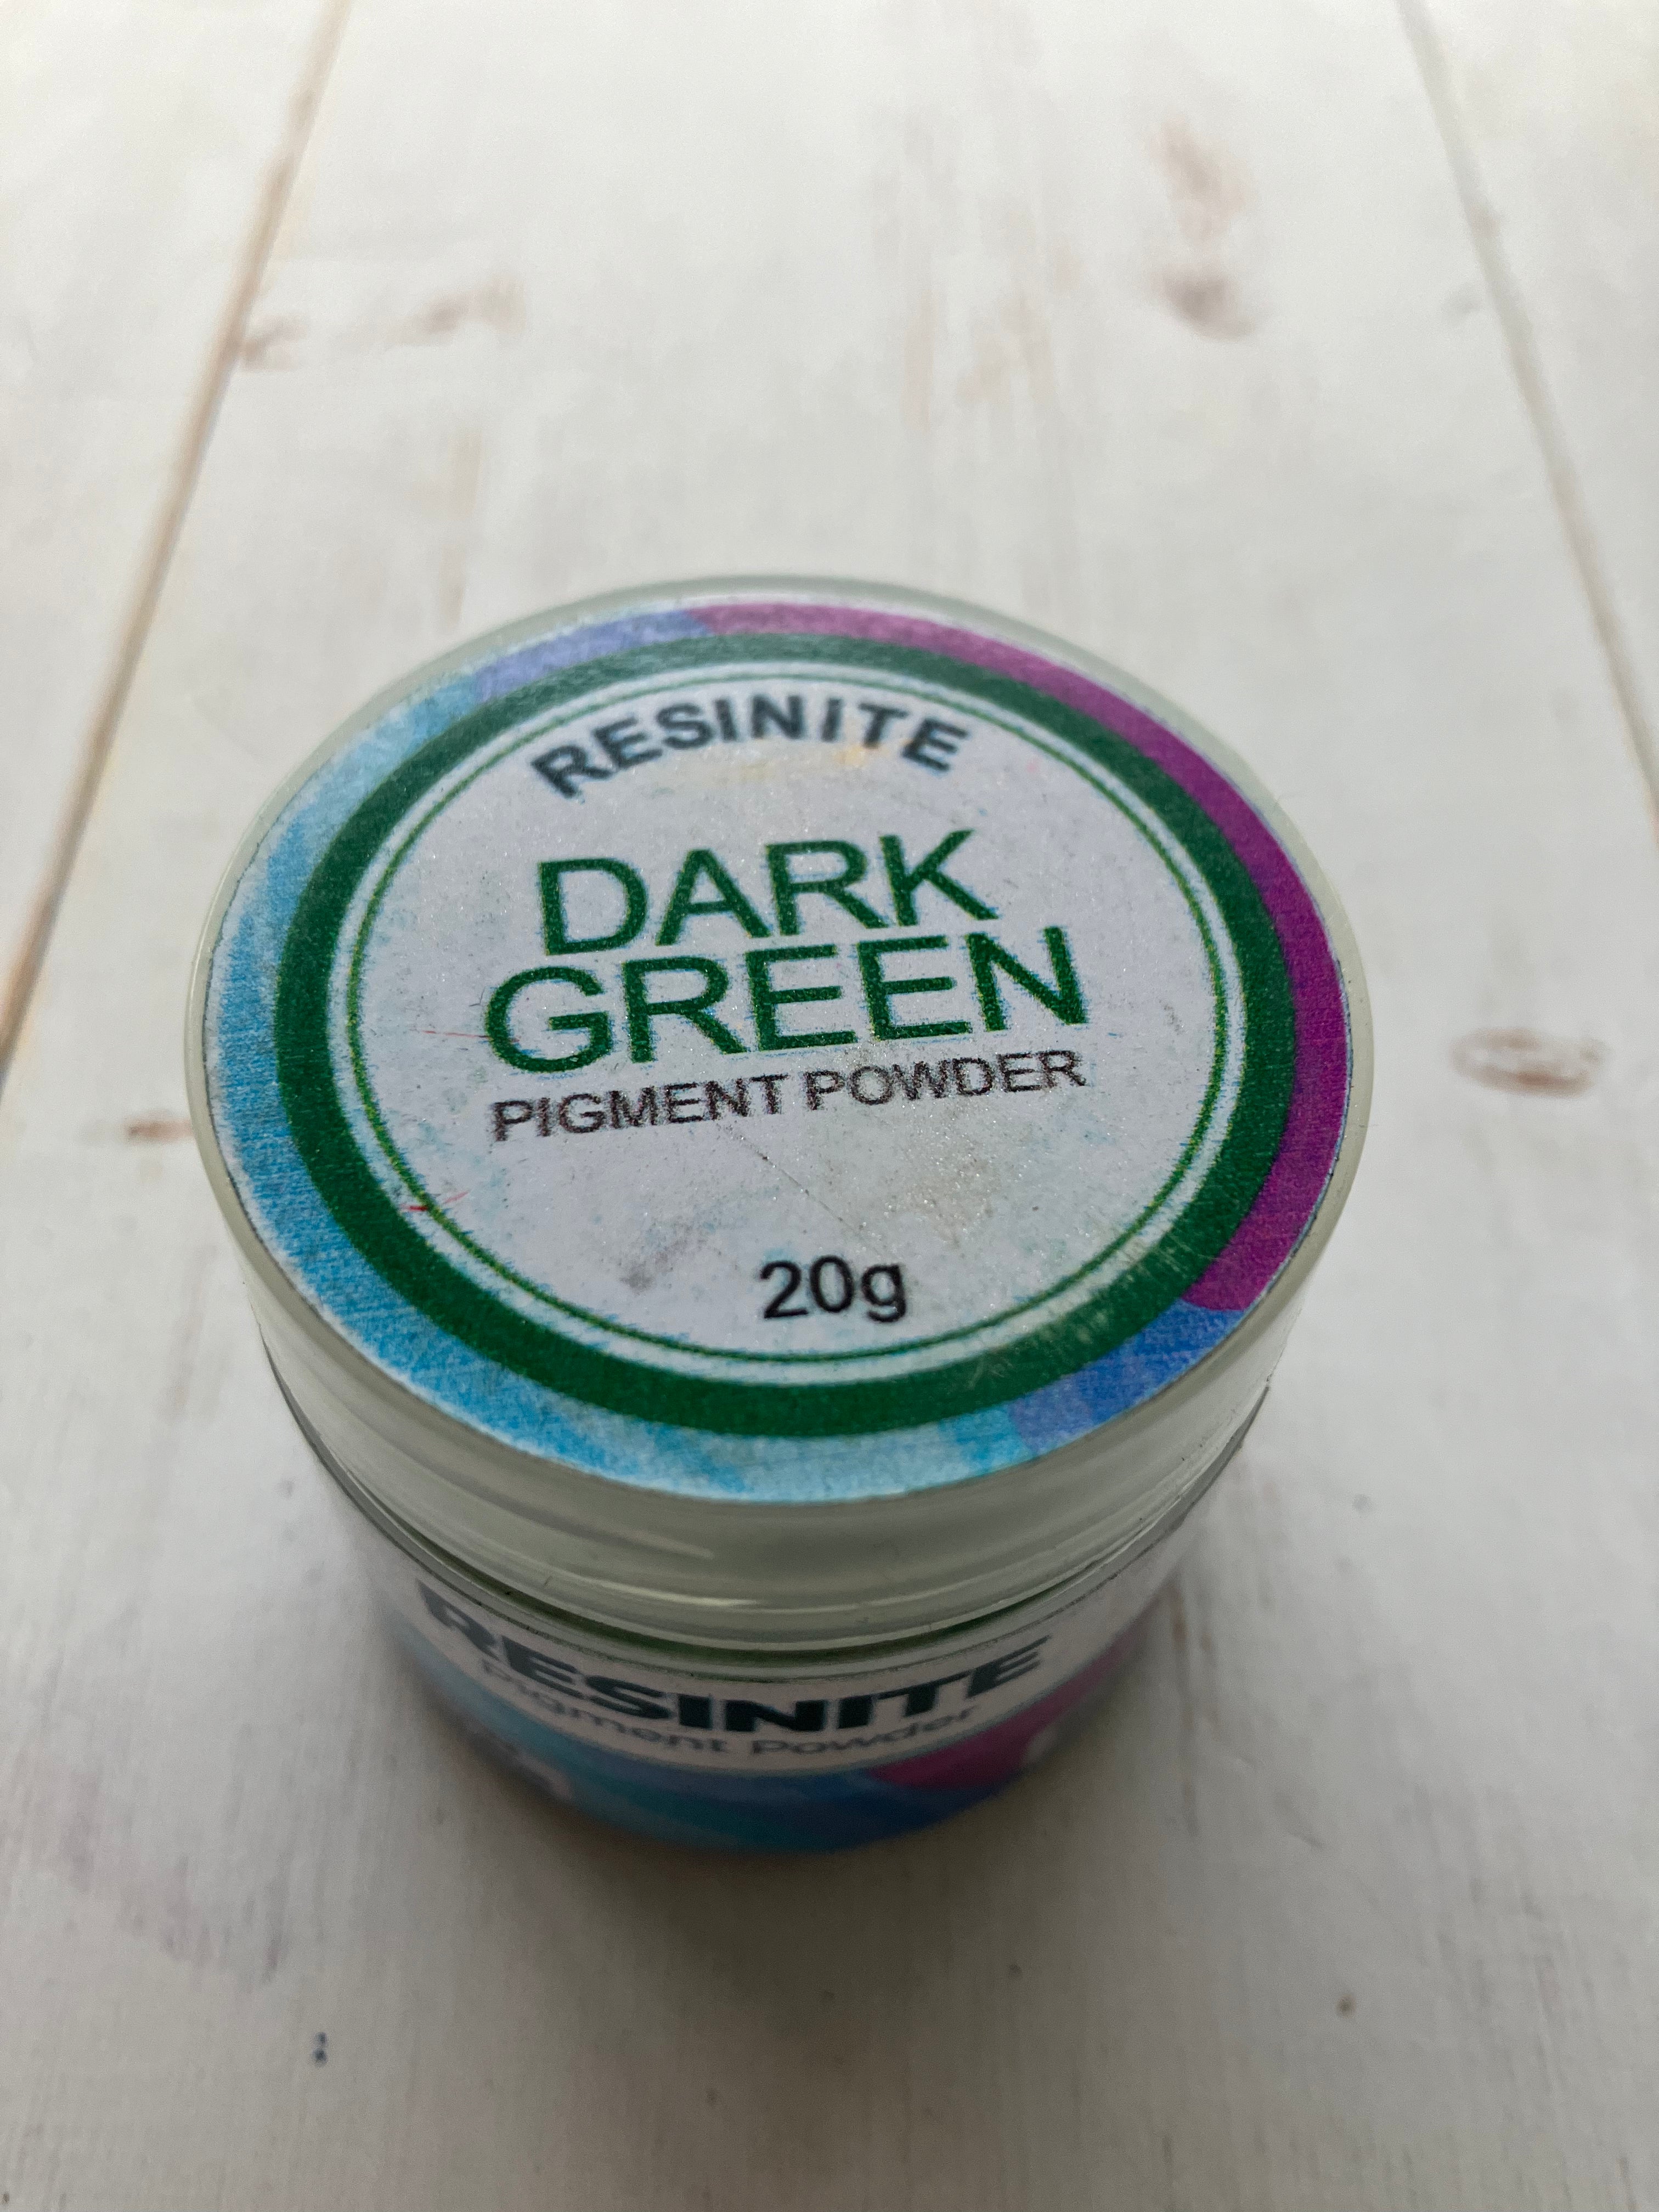 RESINITE
DARK
GREEN
PIGMENT POWDER
20g
RESINITE
Pigment Powder